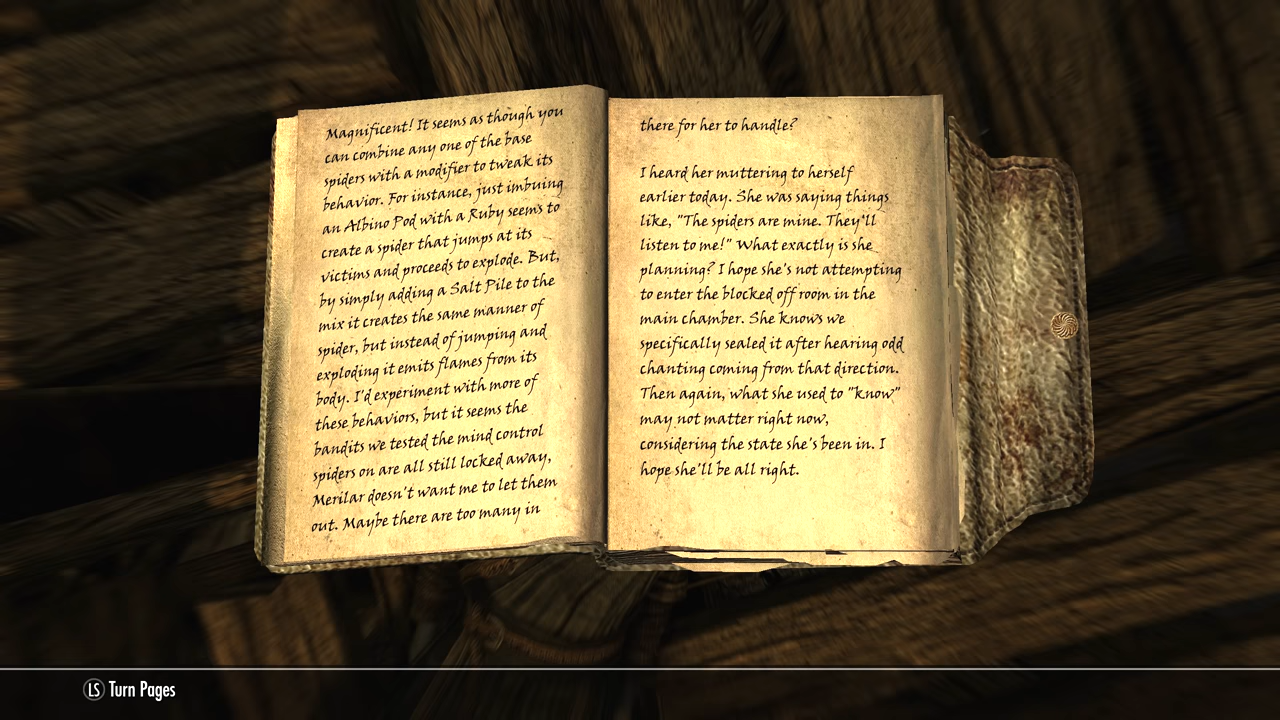 Magnificent! It seems as though you
can combine any one of the base
spiders with a modifier to tweak its
behavior. For instance, just imbuing
an Albino Pod with a Ruby seems to
create a spider that jumps at its
victims and proceeds to explode. But,
by simply adding a Salt Pile to the
mix it creates the same manner of
spider, but instead of jumping and
exploding it emits flames from its
body. I'd experiment with more of
these behaviors, but it seems the
bandits we tested the mind control
spiders on are all still locked away,
Merilar doesn't want me to let them
out. Maybe there are too many in
there for her to handle?
I heard her muttering to herself
earlier today. She was saying things
like, "The spiders are mine. They'll
listen to me!" What exactly is she
planning? I hope she's not attempting
to enter the blocked off room in the
main chamber. She knows we
specifically sealed it after hearing odd
chanting coming from that direction.
Then again, what she used to "know"
may not matter right now,
considering the state she's been in. I
hope she'll be all right.
LS Turn Pages